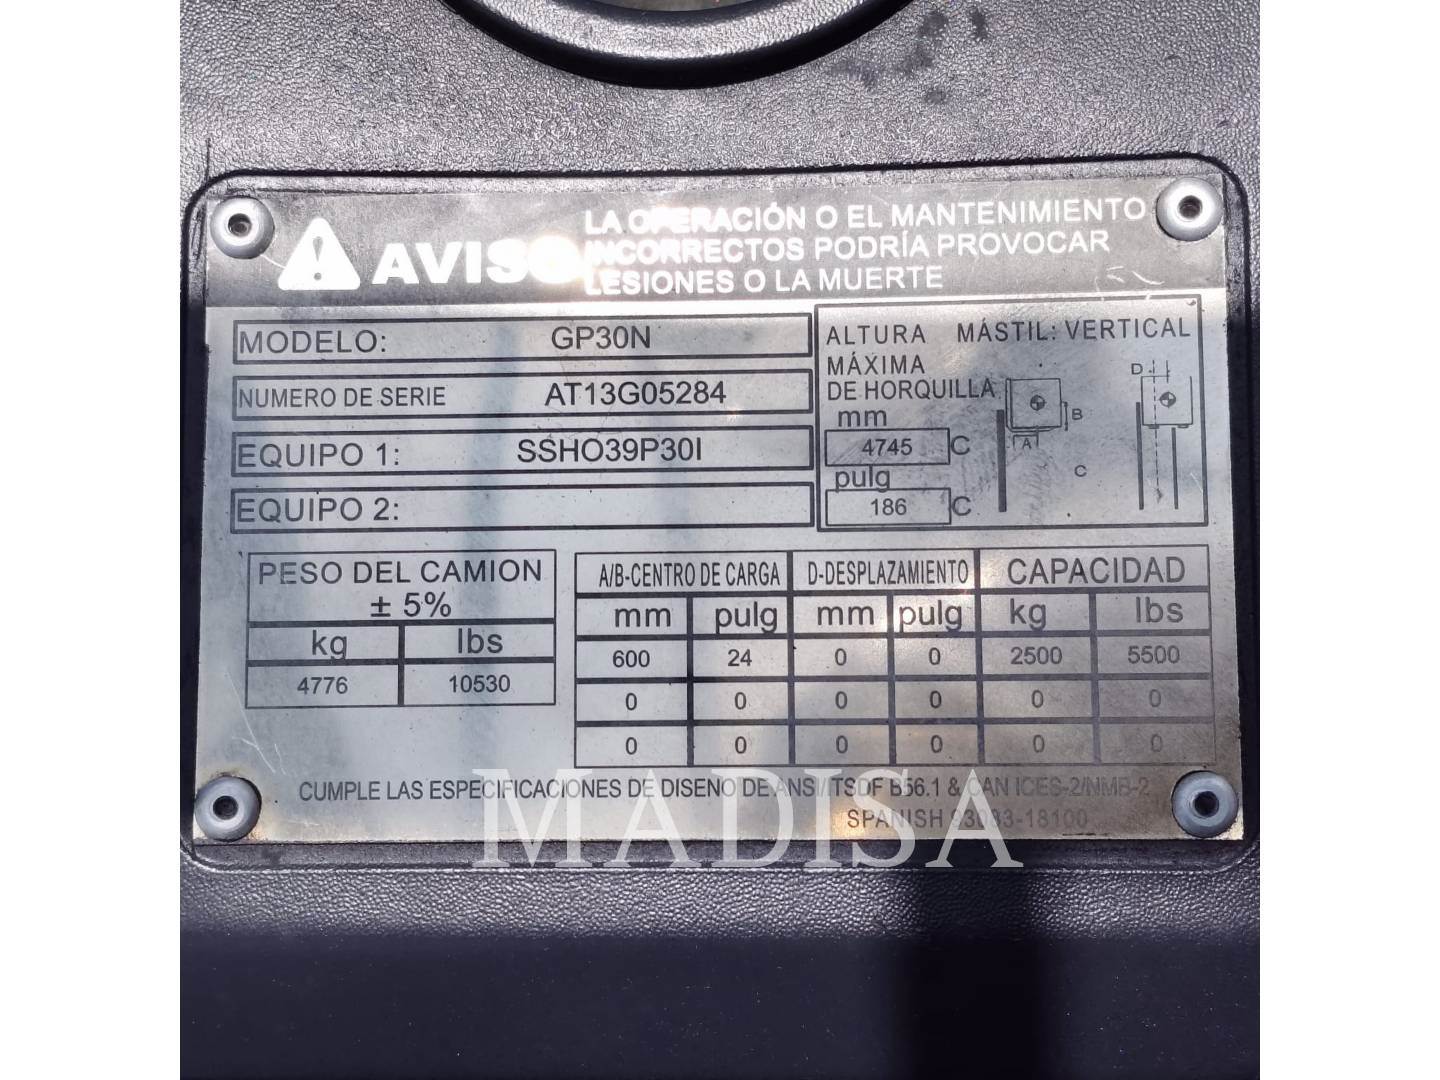 AVISO
LA OPERACIÓN O EL MANTENIMIENTO
INCORRECTOS PODRÍA PROVOCAR
LESIONES O LA MUERTE
MODELO: GP30N
NUMERO DE SERIE AT13G05284
EQUIPO 1: SSHO39P30I
EQUIPO 2:
ALTURA MÁSTIL: VERTICAL
MÁXIMA
DE HORQUILLA
mm
4745 C
pulg
186 C
D
B
A
C
PESO DEL CAMION
± 5%
kg lbs
4776 10530
A/B-CENTRO DE CARGA D-DESPLAZAMIENTO CAPACIDAD
mm pulg mm pulg kg lbs
600 24 0 0 2500 5500
0 0 0 0 0 0
0 0 0 0 0 0
CUMPLE LAS ESPECIFICACIONES DE DISENO DE ANSI/ITSDF B56.1 & CAN ICES-2/NMB-2
SPANISH 93083-18100
MADISA